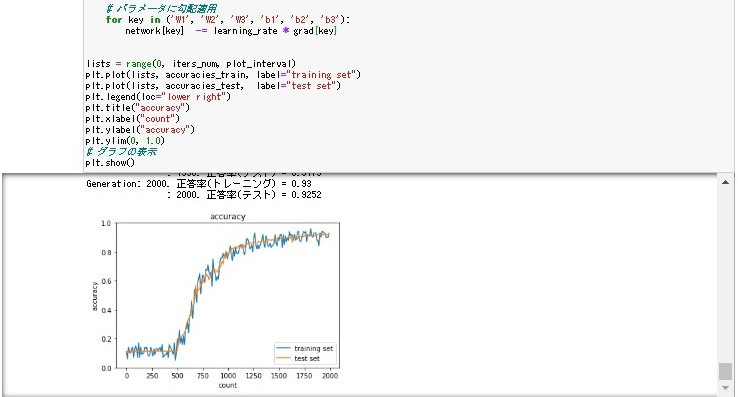 # パラメータに勾配適用
for key in ('W1', 'W2', 'W3', 'b1', 'b2', 'b3'):
network[key] -= learning_rate * grad[key]
lists = range(0, iters_num, plot_interval)
plt.plot(lists, accuracies_train, label="training set")
plt.plot(lists, accuracies_test, label="test set")
plt.legend(loc="lower right")
plt.title("accuracy")
plt.xlabel("count")
plt.ylabel("accuracy")
plt.ylim(0, 1.0)
# グラフの表示
plt.show()
Generation: 2000. 正答率(トレーニング) = 0.93
: 2000. 正答率(テスト) = 0.9252
accuracy
1.0
0.8
0.6
0.4
0.2
0.0
accuracy
training set
test set
0 250 500 750 1000 1250 1500 1750 2000
count